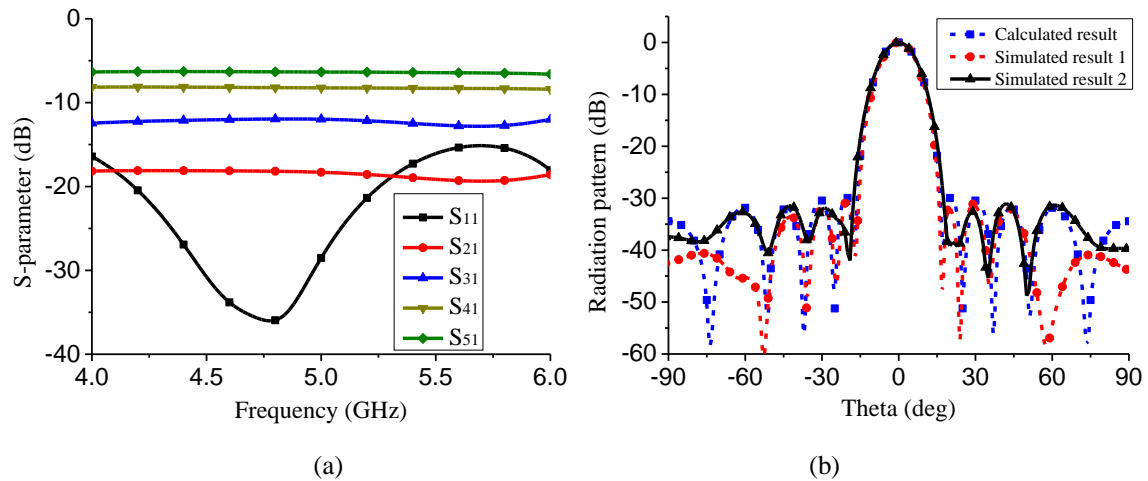 0
-10
-20
-30
-40
4.0
4.5
5.0
5.5
6.0
S-parameter (dB)
Frequency (GHz)
S11
S21
S31
S41
S51
(a)
0
-10
-20
-30
-40
-50
-60
-90
-60
-30
0
30
60
90
Radiation pattern (dB)
Theta (deg)
Calculated result
Simulated result 1
Simulated result 2
(b)